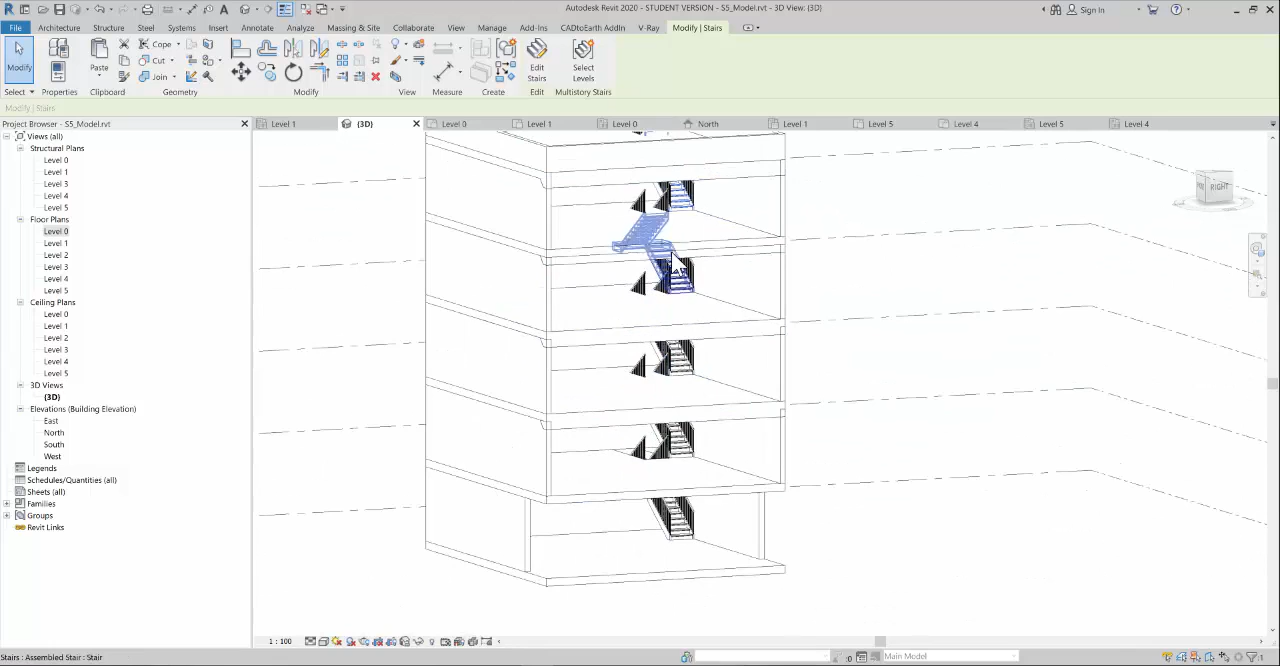 Autodesk Revit 2020 - STUDENT VERSION - S5_Model.rvt - 3D View: {3D}
Sign In
File Architecture Structure Steel Systems Insert Annotate Analyze Massing & Site Collaborate View Manage Add-Ins CADtoEarth AddIn V-Ray Modify | Stairs
Modify Paste Cope Cut Join Edit Stairs Select Levels
Select Properties Clipboard Geometry Modify View Measure Create Edit Multistory Stairs
Modify | Stairs
Project Browser - S5_Model.rvt
Level 1 {3D} Level 0 Level 1 Level 0 North Level 1 Level 5 Level 4 Level 5 Level 4
Views (all)
Structural Plans
Level 0
Level 1
Level 3
Level 4
Level 5
Floor Plans
Level 0
Level 1
Level 2
Level 3
Level 4
Level 5
Ceiling Plans
Level 0
Level 1
Level 2
Level 3
Level 4
Level 5
3D Views
{3D}
Elevations (Building Elevation)
East
North
South
West
Legends
Schedules/Quantities (all)
Sheets (all)
Families
Groups
Revit Links
RIGHT
1 : 100
Stairs : Assembled Stair : Stair
:0
Main Model
:1